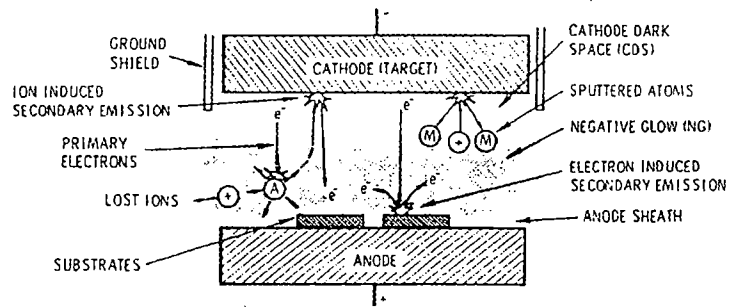 -
GROUND
SHIELD
CATHODE (TARGET)
CATHODE DARK
SPACE (CDS)
ION INDUCED
SECONDARY EMISSION
SPUTTERED ATOMS
e-
e-
M
+
M
NEGATIVE GLOW (NG)
PRIMARY
ELECTRONS
ELECTRON INDUCED
SECONDARY EMISSION
LOST IONS
+
A
e-
e-
e-
ANODE SHEATH
SUBSTRATES
ANODE
+